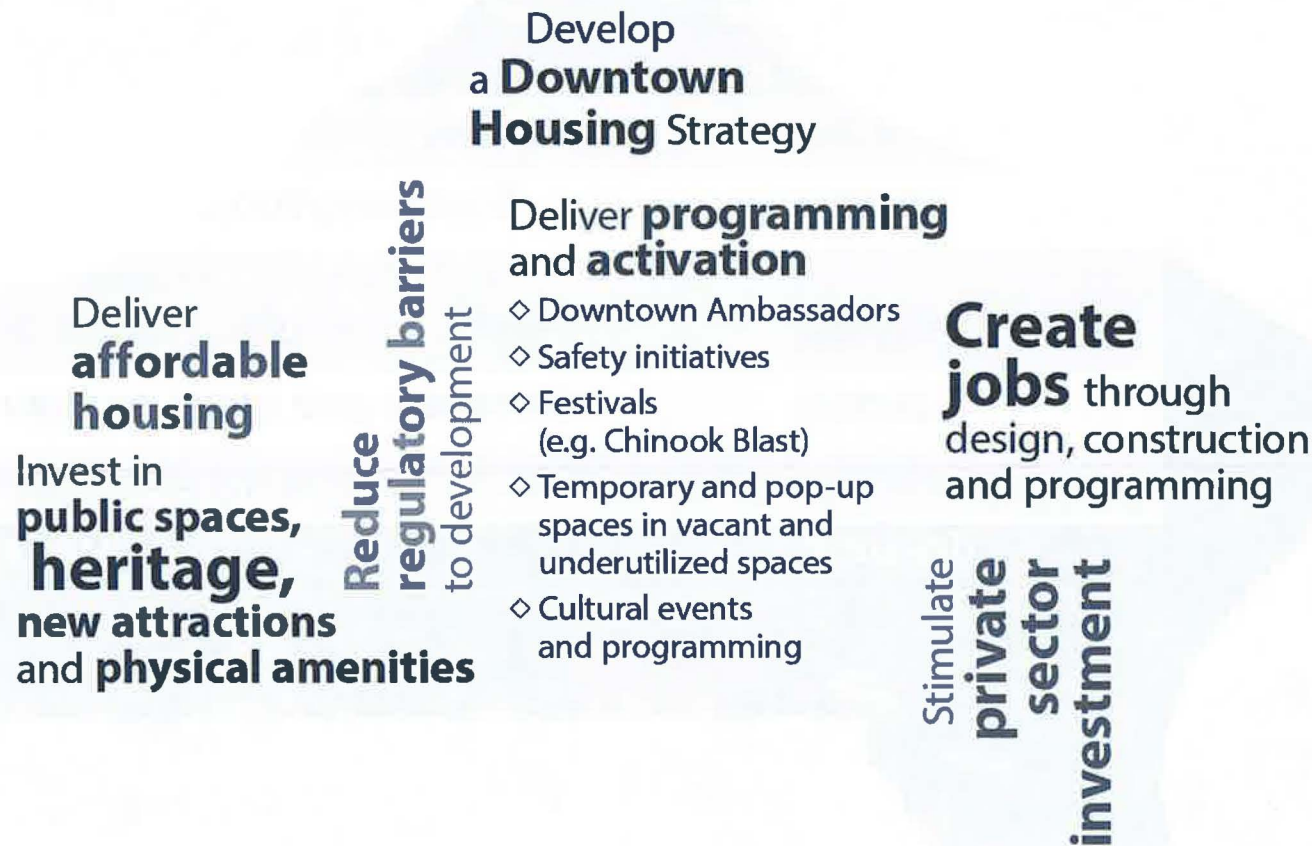 Develop
a Downtown
Housing Strategy
Deliver
affordable
housing
Invest in
public spaces,
heritage,
new attractions
and physical amenities
Reduce
regulatory barriers
to development
Deliver programming
and activation
◇ Downtown Ambassadors
◇ Safety initiatives
◇ Festivals
(e.g. Chinook Blast)
◇ Temporary and pop-up
spaces in vacant and
underutilized spaces
◇ Cultural events
and programming
Create
jobs through
design, construction
and programming
Stimulate
private
sector
investment